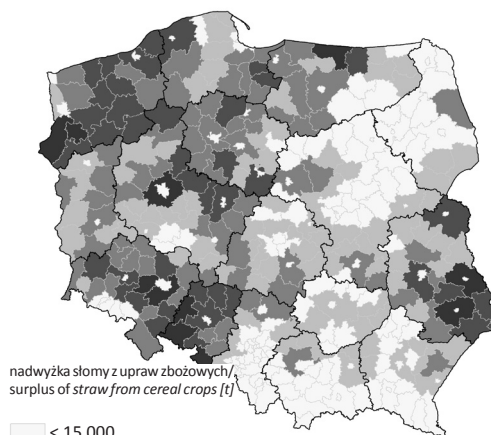 nadwyżka słomy z upraw zbożowych/
surplus of straw from cereal crops [t]
< 15 000